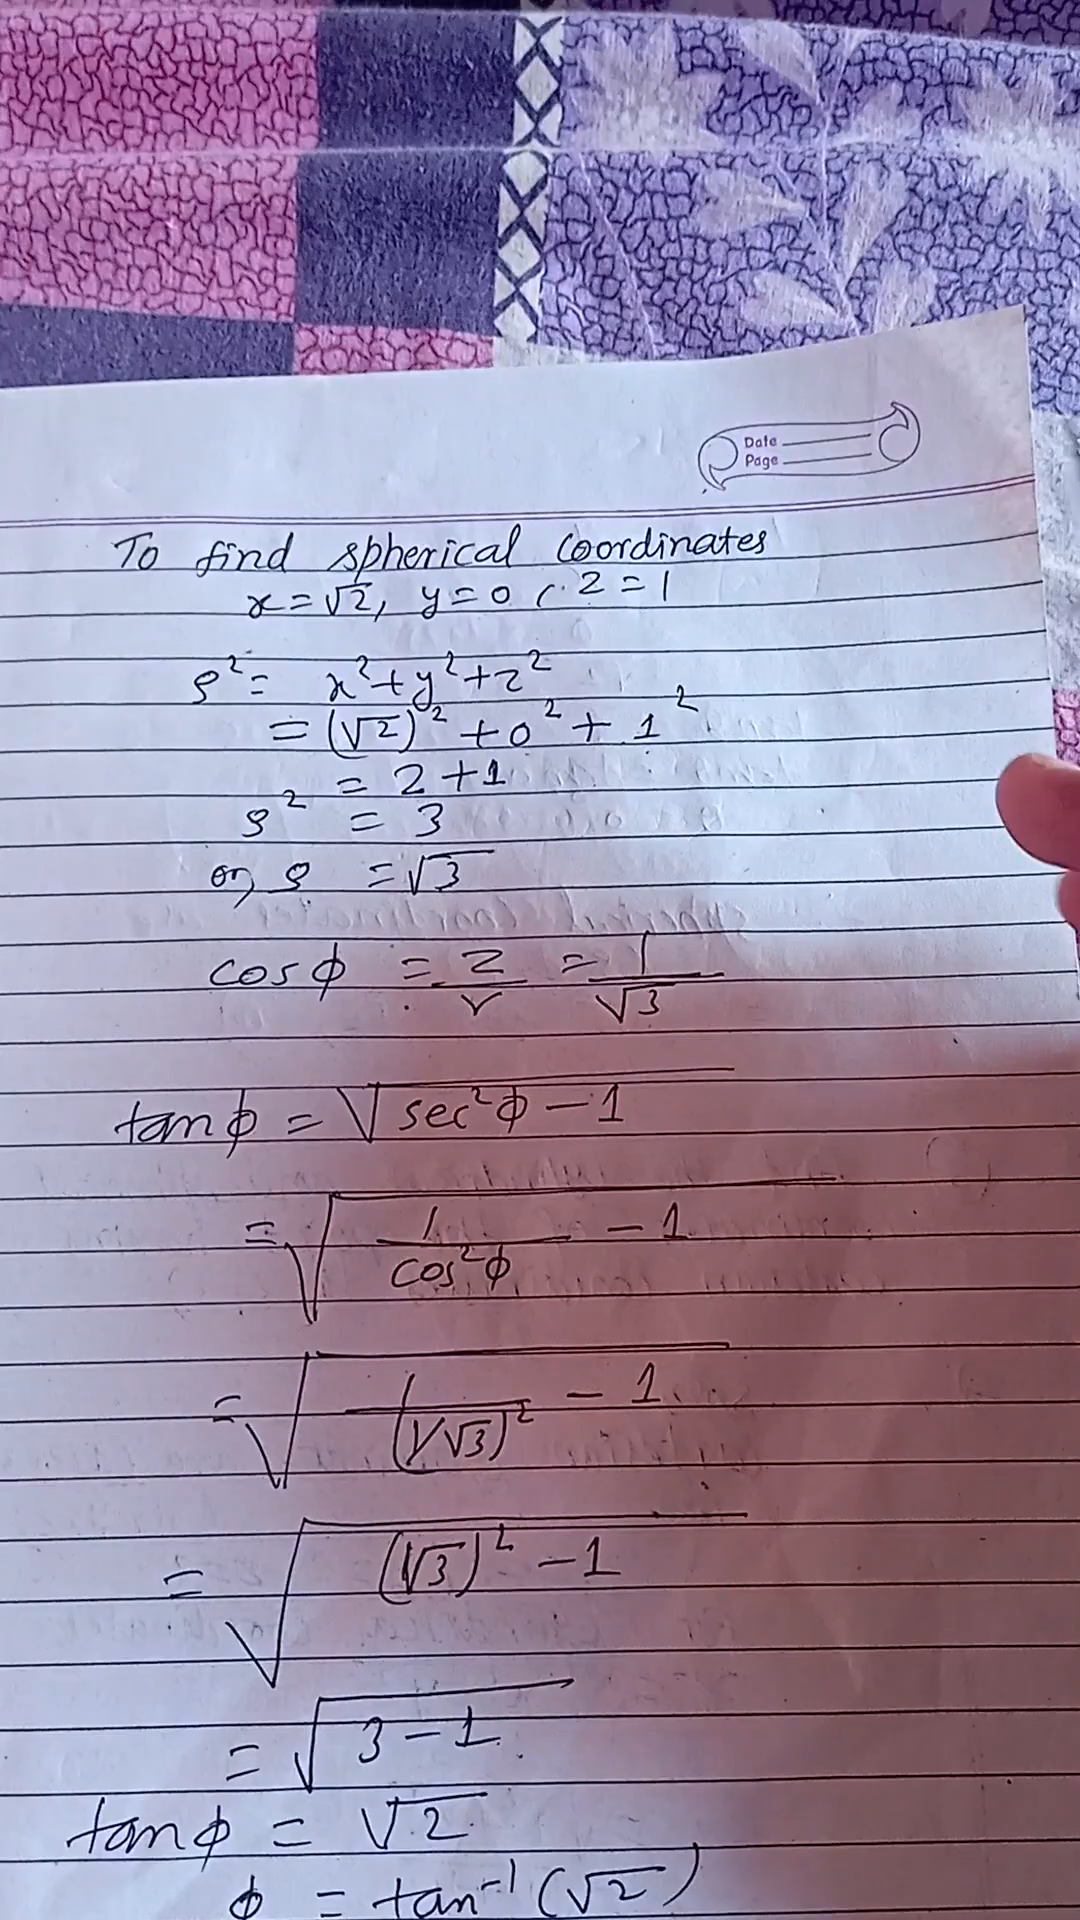 Date
Page
To find spherical coordinates
x = √2, y = 0, z = 1
ρ² = x² + y² + z²
= (√2)² + 0² + 1²
= 2 + 1
ρ² = 3
or, ρ = √3
cos φ = z/r = 1/√3
tan φ = √(sec² φ − 1)
= √(1/cos² φ − 1)
= √(1/(1/√3)² − 1)
= √((√3)² − 1)
= √(3 − 1)
tan φ = √2
φ = tan⁻¹ (√2)